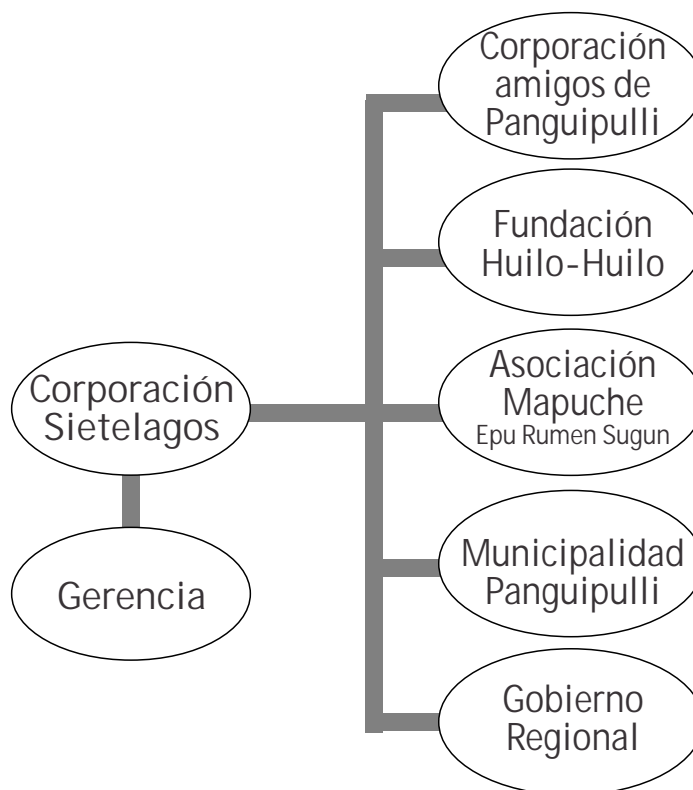 Corporación
amigos de
Panguipulli
Fundación
Huilo-Huilo
Asociación
Mapuche
Epu Rumen Sugun
Corporación
Sietelagos
Municipalidad
Panguipulli
Gerencia
Gobierno
Regional